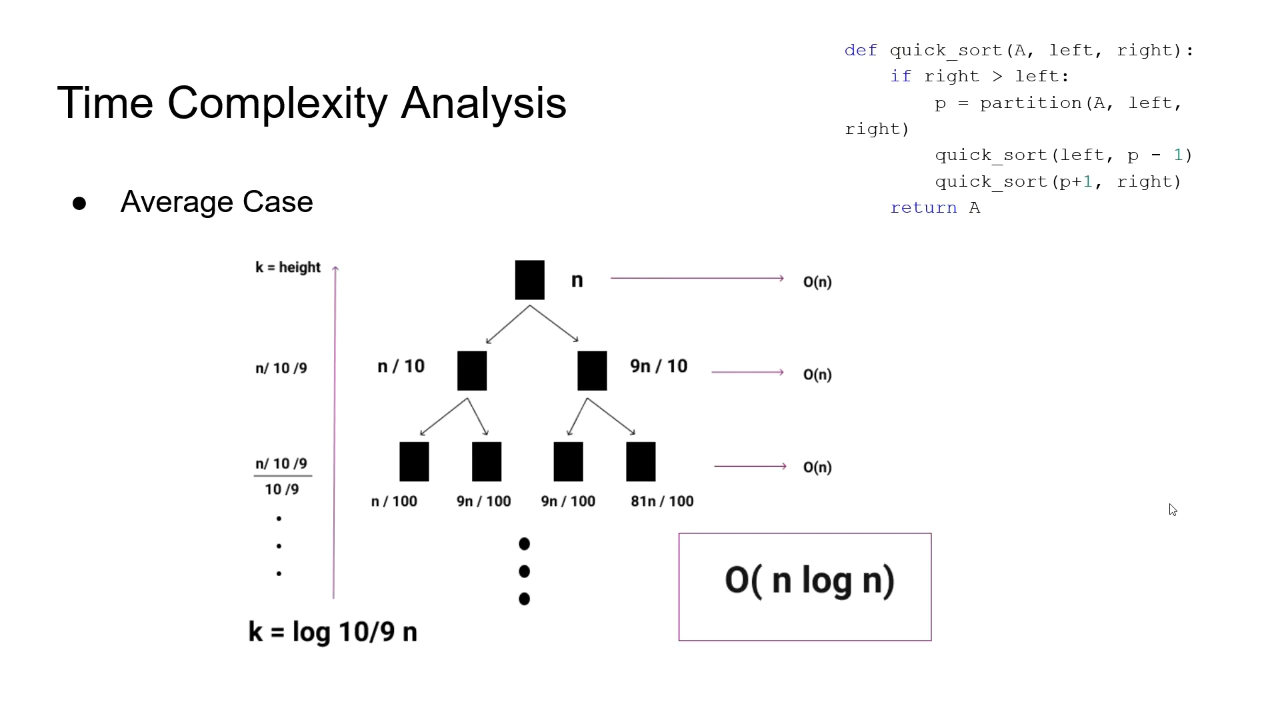 def quick_sort(A, left, right):
if right > left:
p = partition(A, left,
right)
quick_sort(left, p - 1)
quick_sort(p+1, right)
return A
Time Complexity Analysis
● Average Case
k = height
n
O(n)
n/ 10 /9
n / 10
9n / 10
O(n)
n/ 10 /9
10 /9
O(n)
n / 100
9n / 100
9n / 100
81n / 100
O( n log n)
k = log 10/9 n